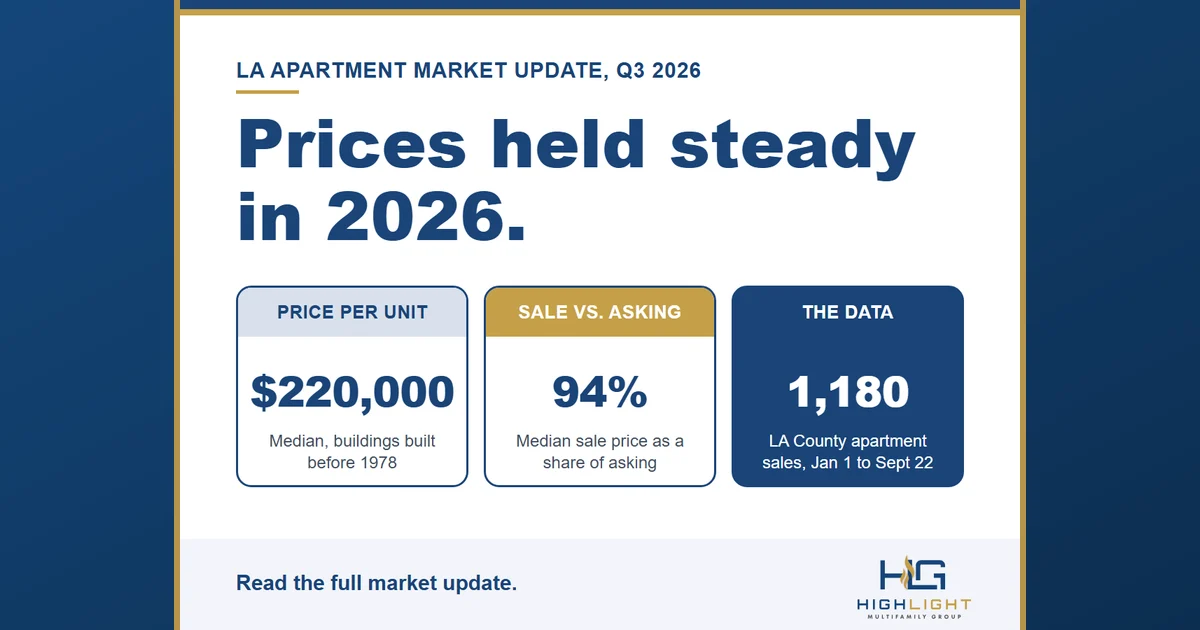 LA APARTMENT MARKET UPDATE, Q3 2026
Prices held steady
in 2026.
PRICE PER UNIT
$220,000
Median, buildings built
before 1978
SALE VS. ASKING
94%
Median sale price as a
share of asking
THE DATA
1,180
LA County apartment
sales, Jan 1 to Sept 22
Read the full market update.
HLG
HIGHLIGHT
MULTIFAMILY GROUP